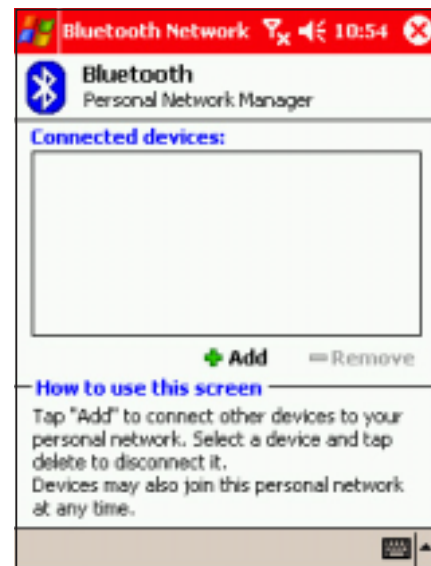 Bluetooth Network 10:54
Bluetooth
Personal Network Manager
Connected devices:
Add Remove
How to use this screen
Tap "Add" to connect other devices to your
personal network. Select a device and tap
delete to disconnect it.
Devices may also join this personal network
at any time.